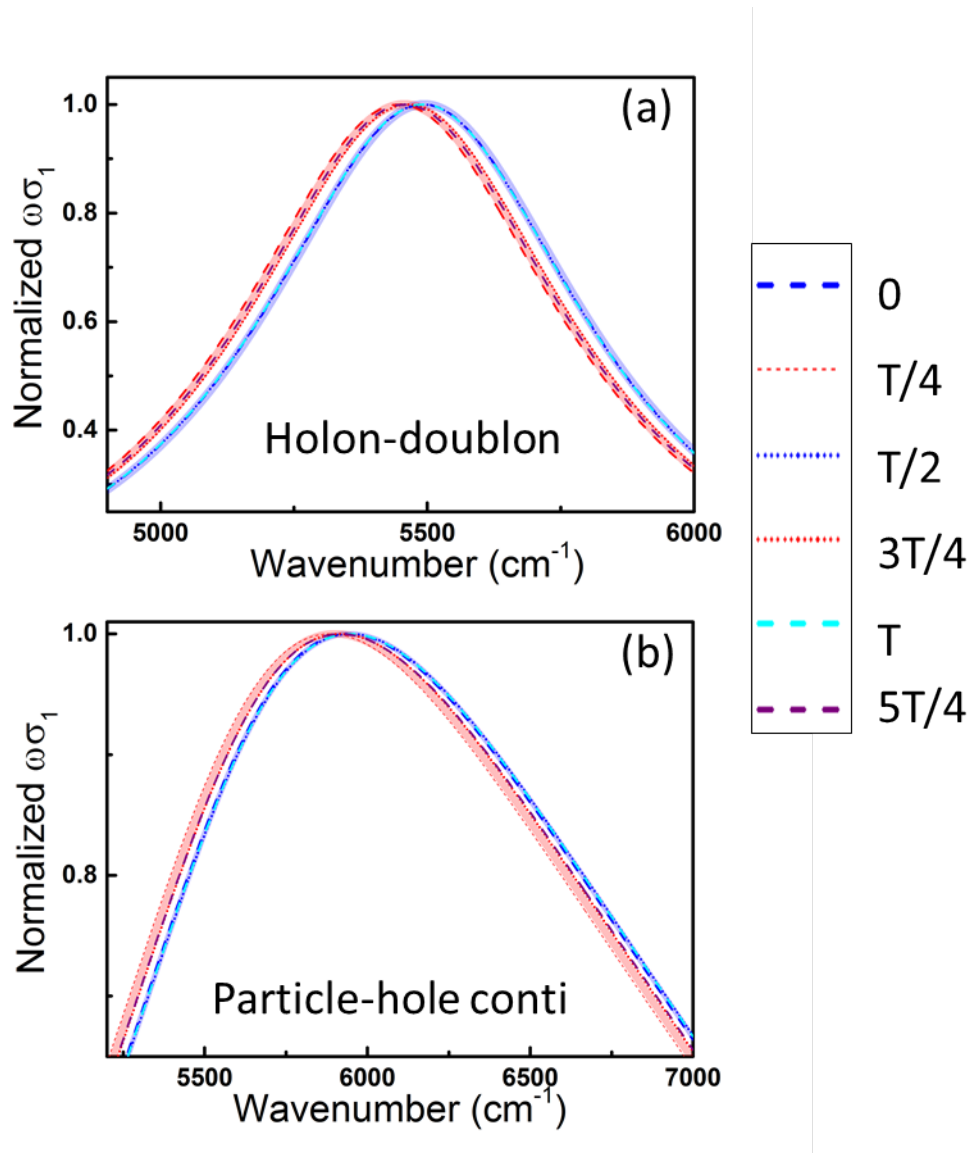 (a)
1.0
0.8
0.6
0.4
Normalized ωσ₁
Holon-doublon
5000
5500
6000
Wavenumber (cm⁻¹)
(b)
1.0
0.8
Normalized ωσ₁
Particle-hole conti
5500
6000
6500
7000
Wavenumber (cm⁻¹)
0
T/4
T/2
3T/4
T
5T/4